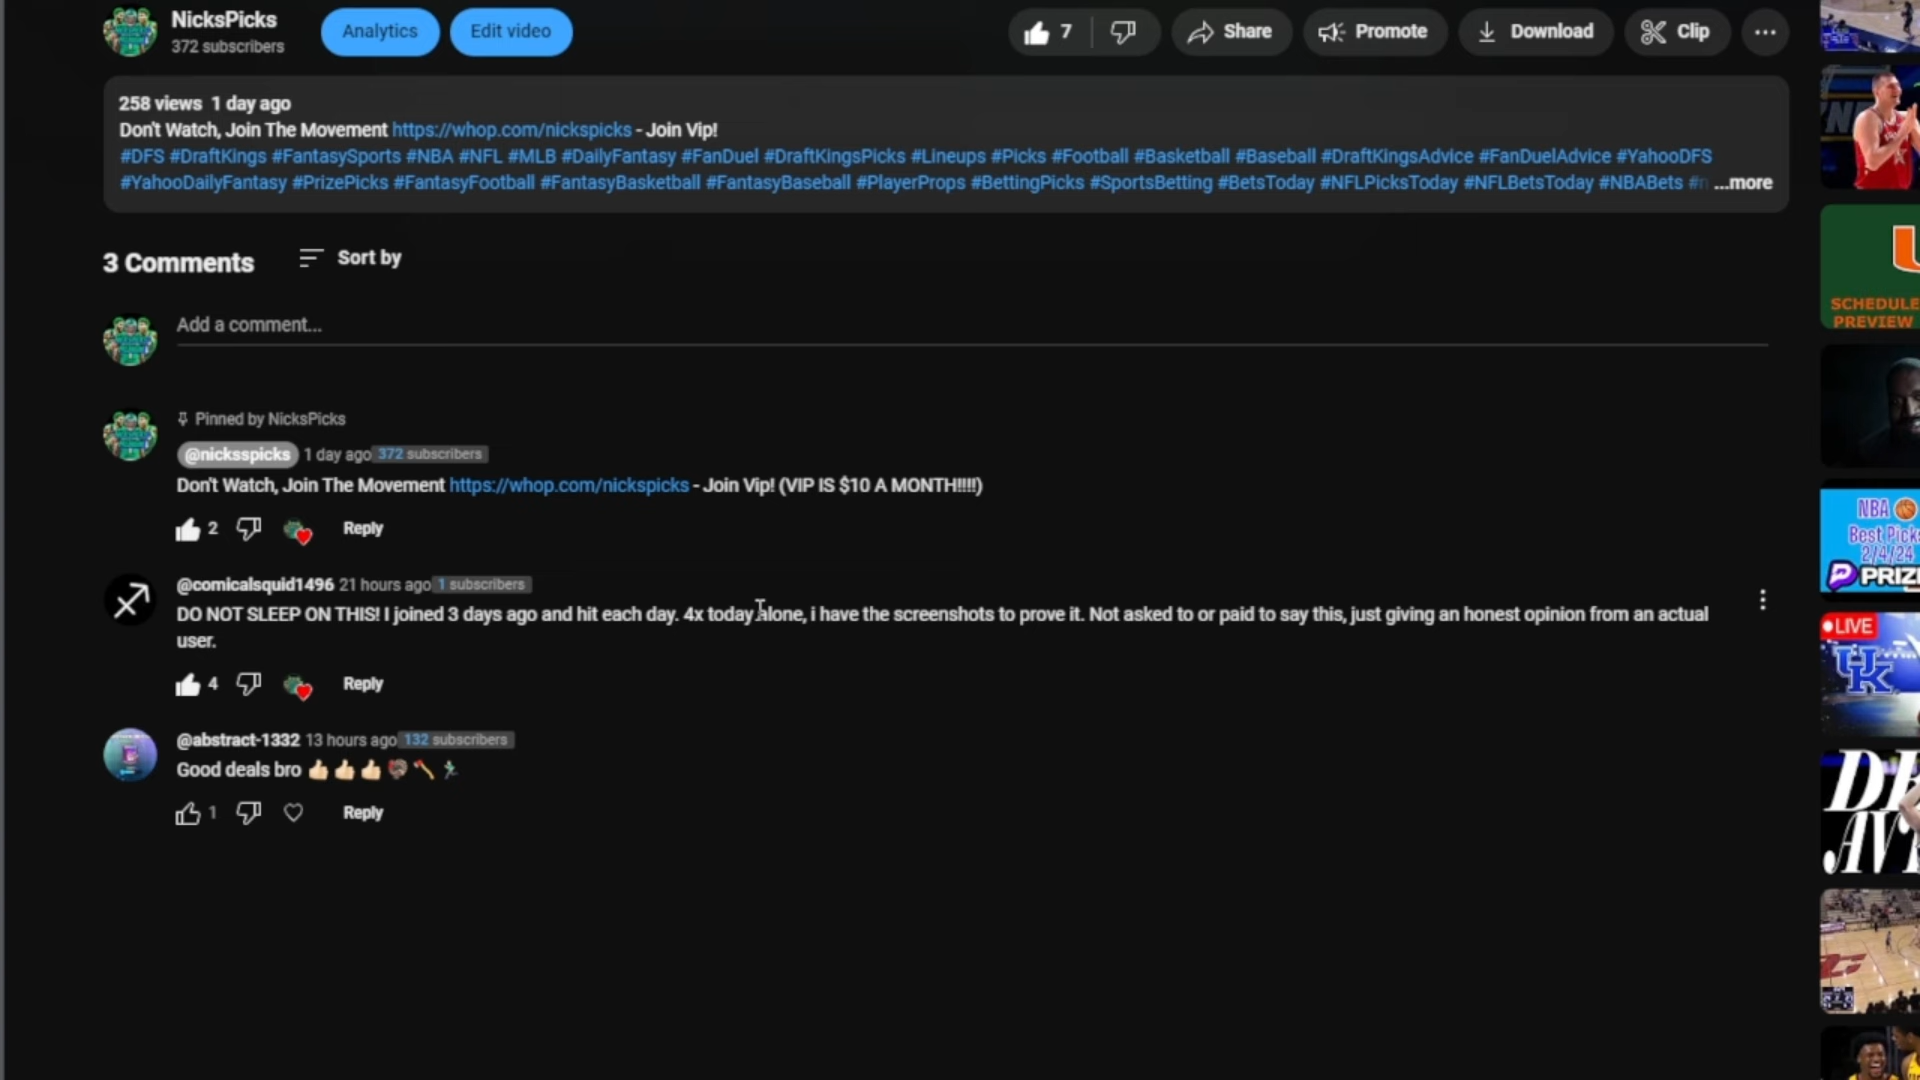 NicksPicks
372 subscribers
Analytics
Edit video
7
Share
Promote
Download
Clip
258 views 1 day ago
Don't Watch, Join The Movement https://whop.com/nickspicks - Join Vip!
#DFS #DraftKings #FantasySports #NBA #NFL #MLB #DailyFantasy #FanDuel #DraftKingsPicks #Lineups #Picks #Football #Basketball #Baseball #DraftKingsAdvice #FanDuelAdvice #YahooDFS
#YahooDailyFantasy #PrizePicks #FantasyFootball #FantasyBasketball #FantasyBaseball #PlayerProps #BettingPicks #SportsBetting #BetsToday #NFLPicksToday #NFLBetsToday #NBABets #n ...more
3 Comments
Sort by
Add a comment...
Pinned by NicksPicks
@nicksspicks 1 day ago 372 subscribers
Don't Watch, Join The Movement https://whop.com/nickspicks - Join Vip! (VIP IS $10 A MONTH!!!!)
2
Reply
@comicalsquid1496 21 hours ago 1 subscribers
DO NOT SLEEP ON THIS! I joined 3 days ago and hit each day. 4x today alone, i have the screenshots to prove it. Not asked to or paid to say this, just giving an honest opinion from an actual
user.
4
Reply
@abstract-1332 13 hours ago 132 subscribers
Good deals bro 👍🏻👍🏻👍🏻
1
Reply
U
SCHEDULE
PREVIEW
NBA
Best Picks
2/4/24
PRIZE
LIVE
UK